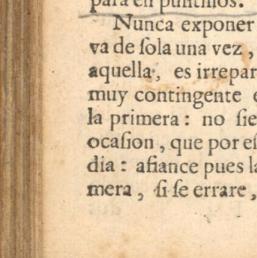 para en puntillos.
Nunca exponer
va de ſola una vez,
aquella, es irrepar
muy contingente e
la primera: no ſie
ocaſion, que por eſ
dia: afiance pues la
mera, ſi ſe errare,